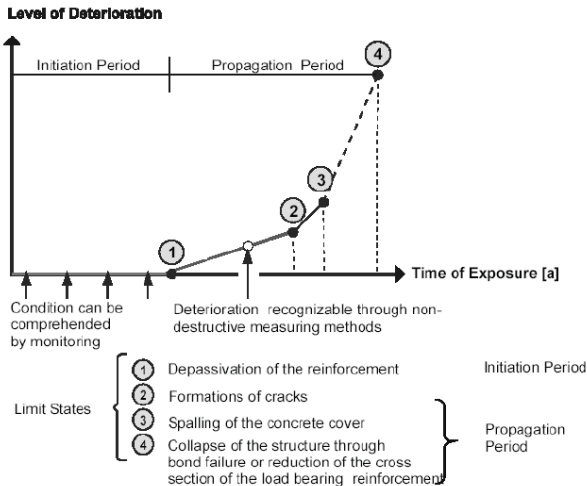 Level of Deterioration
4
Initiation Period
Propagation Period
3
2
1
Time of Exposure [a]
Condition can be
comprehended
by monitoring
Deterioration recognizable through non-
destructive measuring methods
Limit States
1 Depassivation of the reinforcement
Initiation Period
2 Formations of cracks
3 Spalling of the concrete cover
4 Collapse of the structure through
bond failure or reduction of the cross
section of the load bearing reinforcement
Propagation
Period